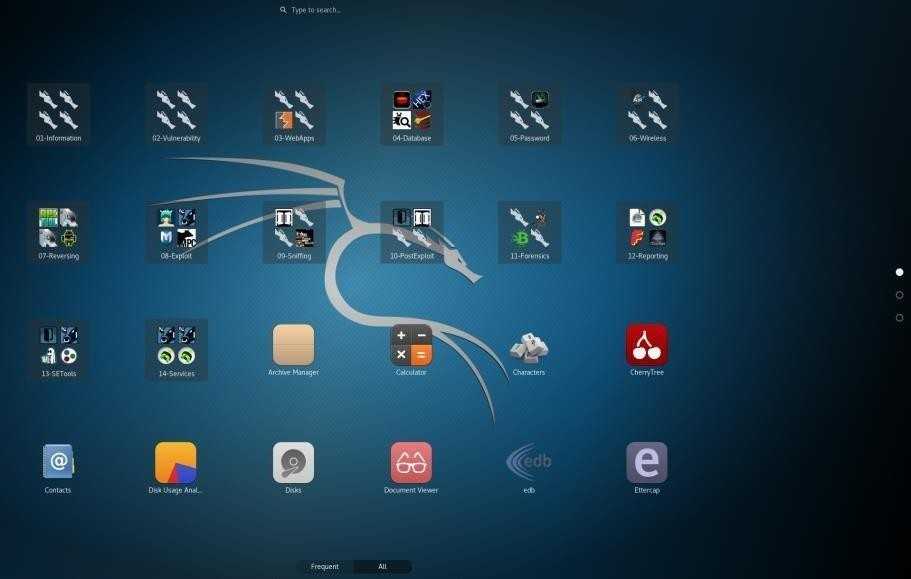 Type to search...
01-Information
02-Vulnerability
03-WebApps
04-Database
05-Password
06-Wireless
07-Reversing
08-Exploit
09-Sniffing
10-PostExploit
11-Forensics
12-Reporting
13-SETools
14-Services
Archive Manager
Calculator
Characters
CherryTree
@
edb
e
Contacts
Disk Usage Anal...
Disks
Document Viewer
edb
Ettercap
Frequent
All